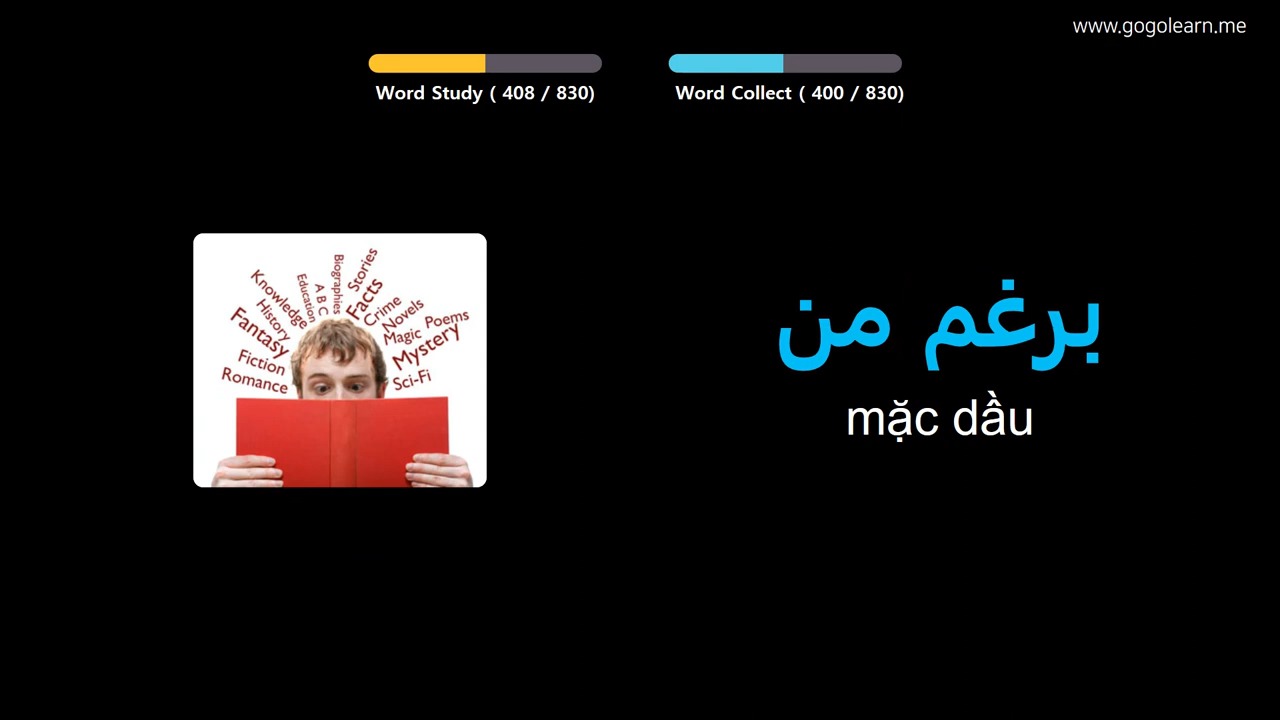 www.gogolearn.me
Word Study ( 408 / 830)
Word Collect ( 400 / 830)
Stories
Biographies
Facts
A B C
Education
Knowledge
Crime
History
Novels
Fantasy
Poems
Magic
Mystery
Fiction
Romance
Sci-Fi
برغم من
mặc dầu